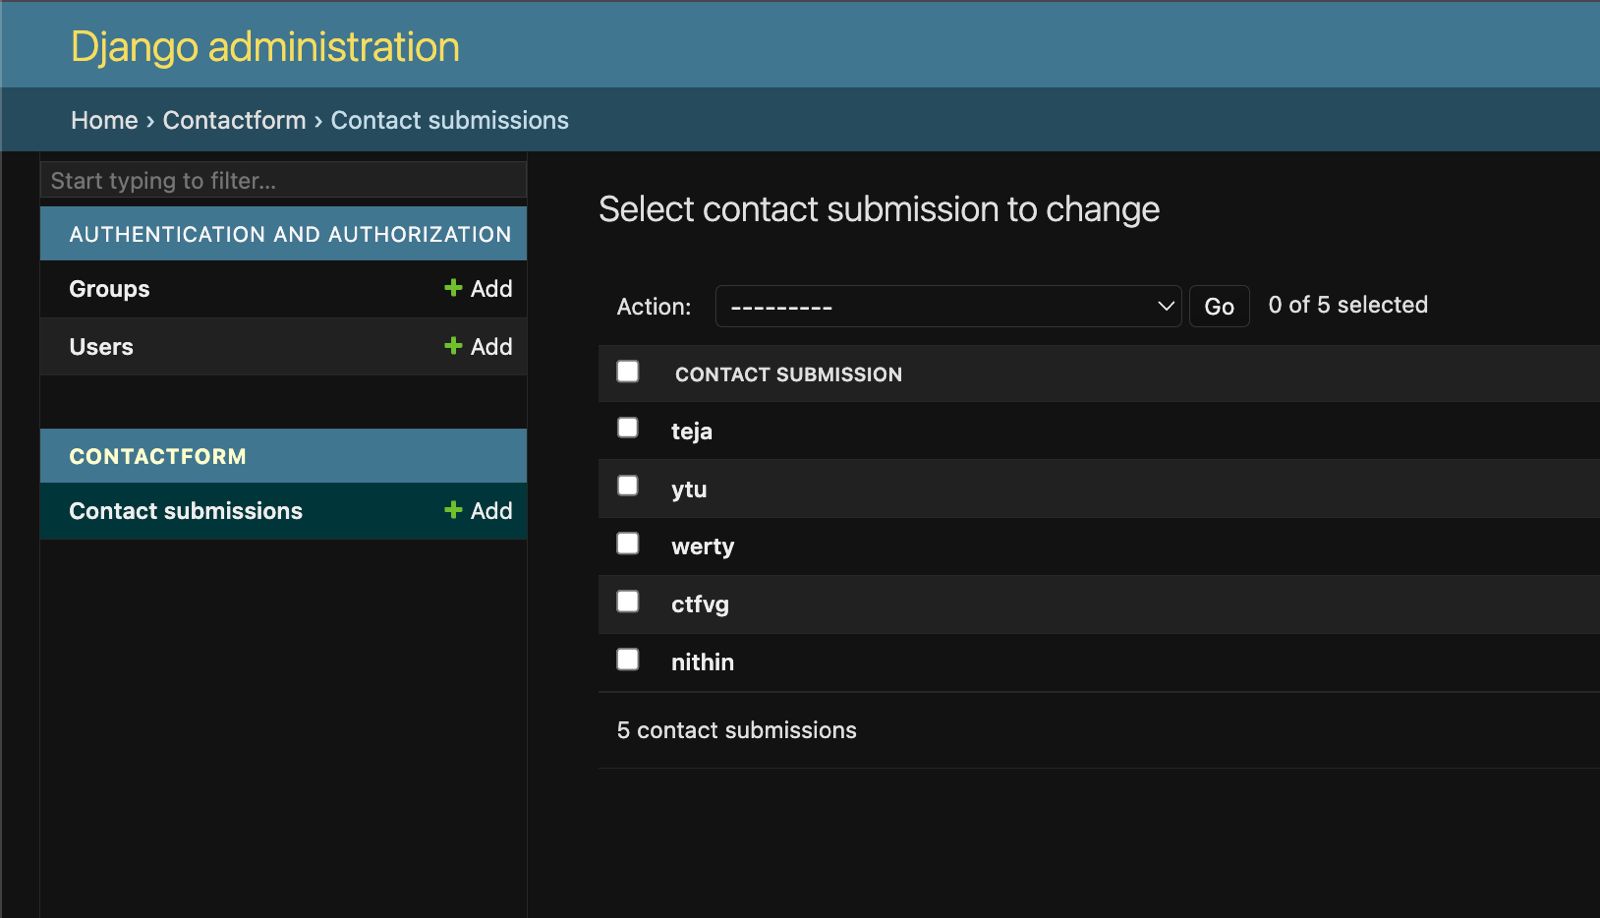 Django administration
Home › Contactform › Contact submissions
Start typing to filter...
AUTHENTICATION AND AUTHORIZATION
Groups + Add
Users + Add
CONTACTFORM
Contact submissions + Add
Select contact submission to change
Action: --------- Go 0 of 5 selected
CONTACT SUBMISSION
teja
ytu
werty
ctfvg
nithin
5 contact submissions